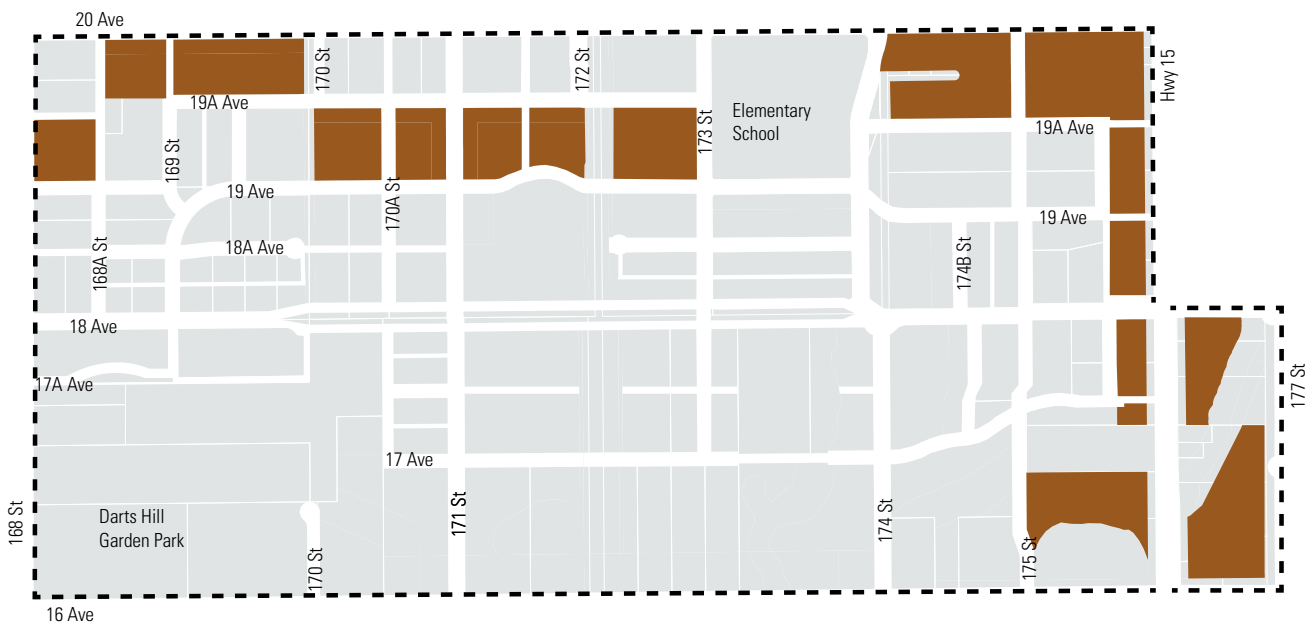 20 Ave
170 St
172 St
Hwy 15
19A Ave
Elementary
School
173 St
19A Ave
169 St
19 Ave
170A St
19 Ave
18A Ave
168A St
174B St
18 Ave
17A Ave
177 St
17 Ave
168 St
Darts Hill
Garden Park
171 St
174 St
170 St
175 St
16 Ave